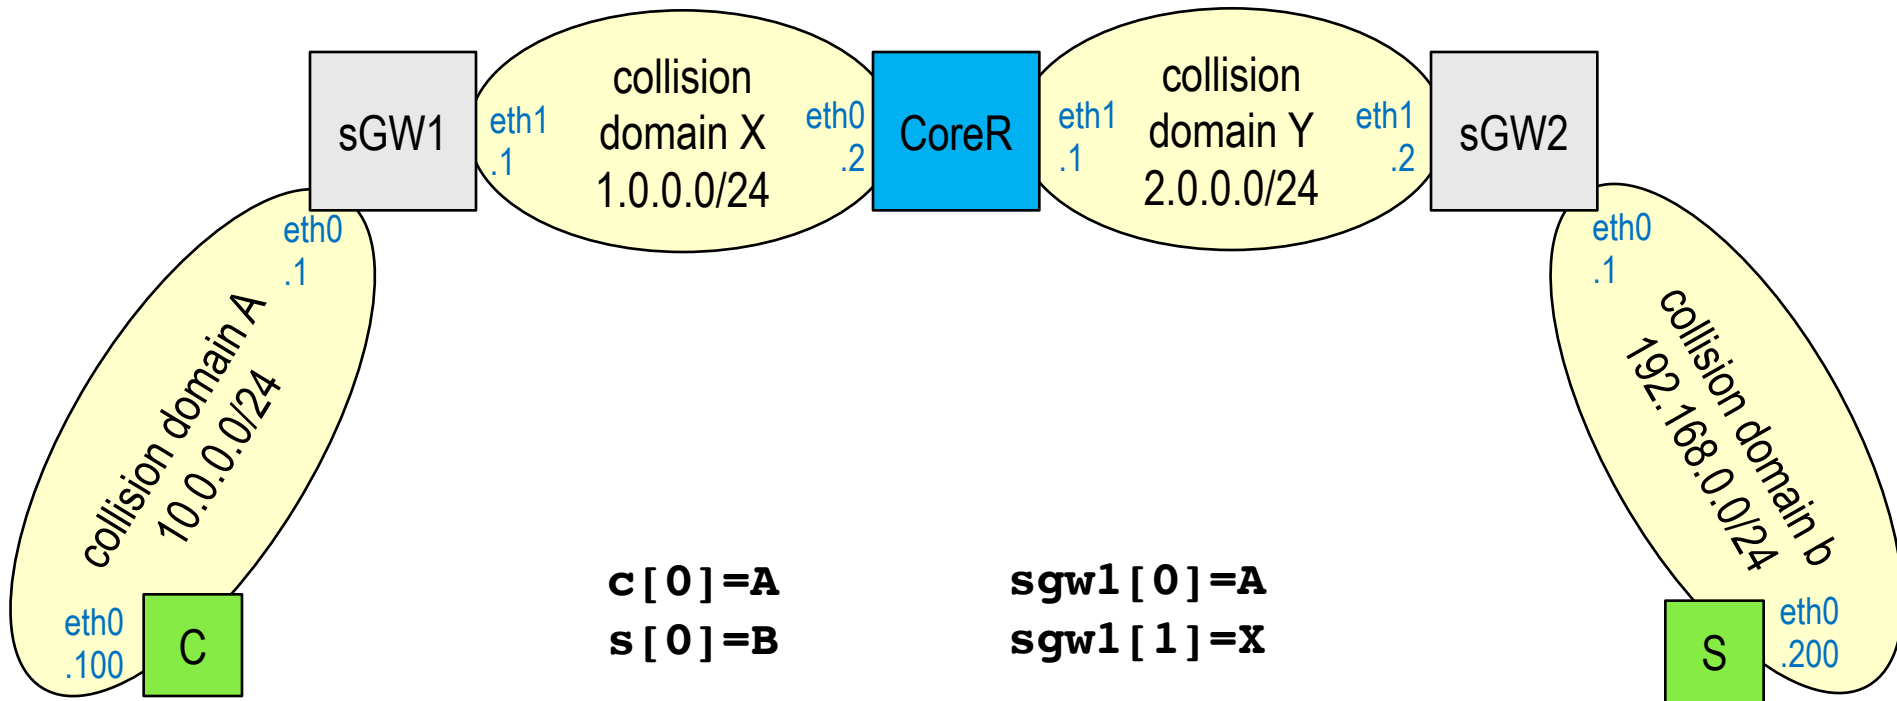 sGW1
eth1
.1
collision
domain X
1.0.0.0/24
eth0
.2
CoreR
eth1
.1
collision
domain Y
2.0.0.0/24
eth1
.2
sGW2
eth0
.1
collision domain A
10.0.0.0/24
eth0
.100
C
eth0
.1
collision domain b
192.168.0.0/24
eth0
.200
S
c[0]=A
s[0]=B
sgw1[0]=A
sgw1[1]=X